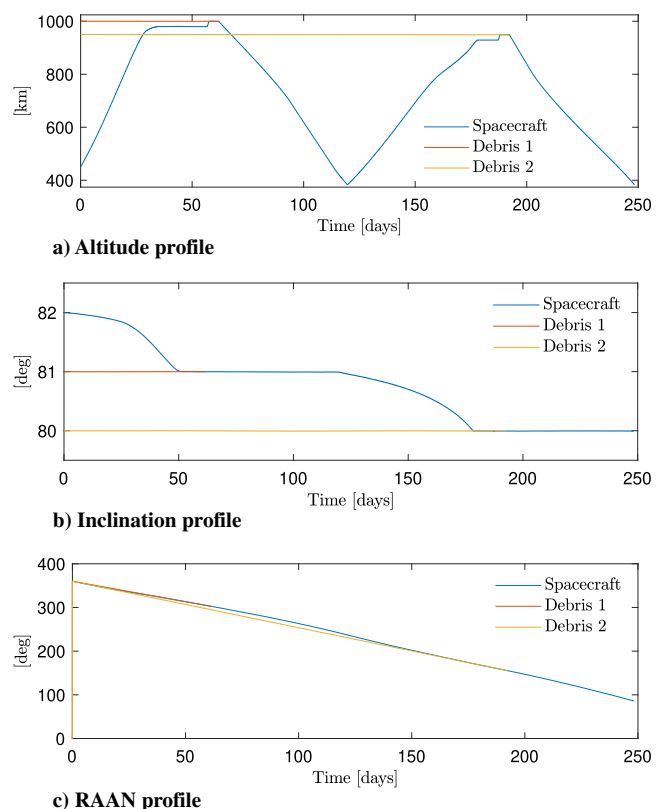 1000
800
600
400
[km]
Spacecraft
Debris 1
Debris 2
0 50 100 150 200 250
Time [days]
a) Altitude profile
82
81
80
[deg]
Spacecraft
Debris 1
Debris 2
0 50 100 150 200 250
Time [days]
b) Inclination profile
400
300
200
100
0
[deg]
Spacecraft
Debris 1
Debris 2
0 50 100 150 200 250
Time [days]
c) RAAN profile